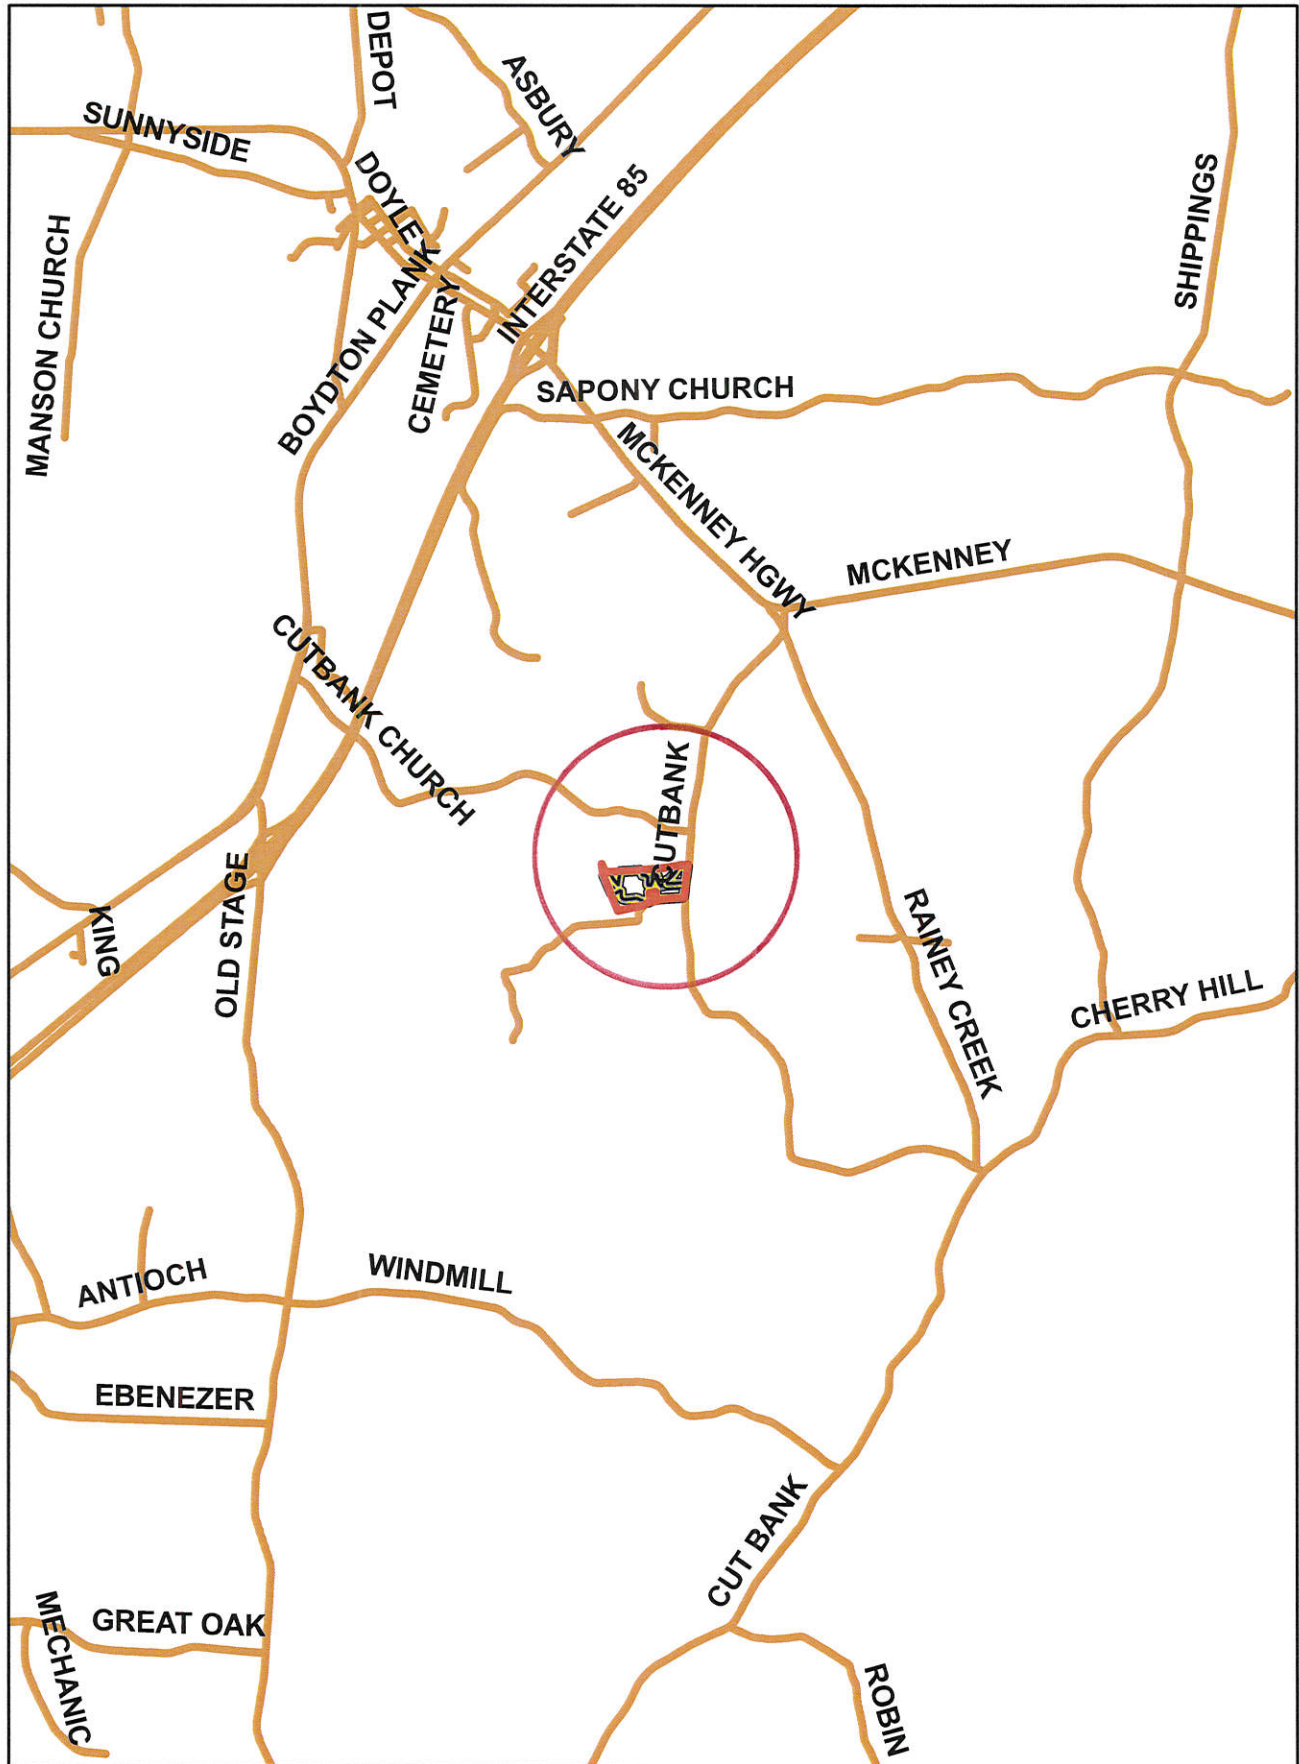 DEPOT
ASBURY
SUNNYSIDE
DOYLE
INTERSTATE 85
SHIPPINGS
MANSON CHURCH
BOYDTON PLANK
CEMETERY
SAPONY CHURCH
MCKENNEY HGWY
MCKENNEY
CUTBANK CHURCH
CUTBANK
KING
OLD STAGE
RAINEY CREEK
CHERRY HILL
ANTIOCH
WINDMILL
EBENEZER
CUT BANK
MECHANIC
GREAT OAK
ROBIN